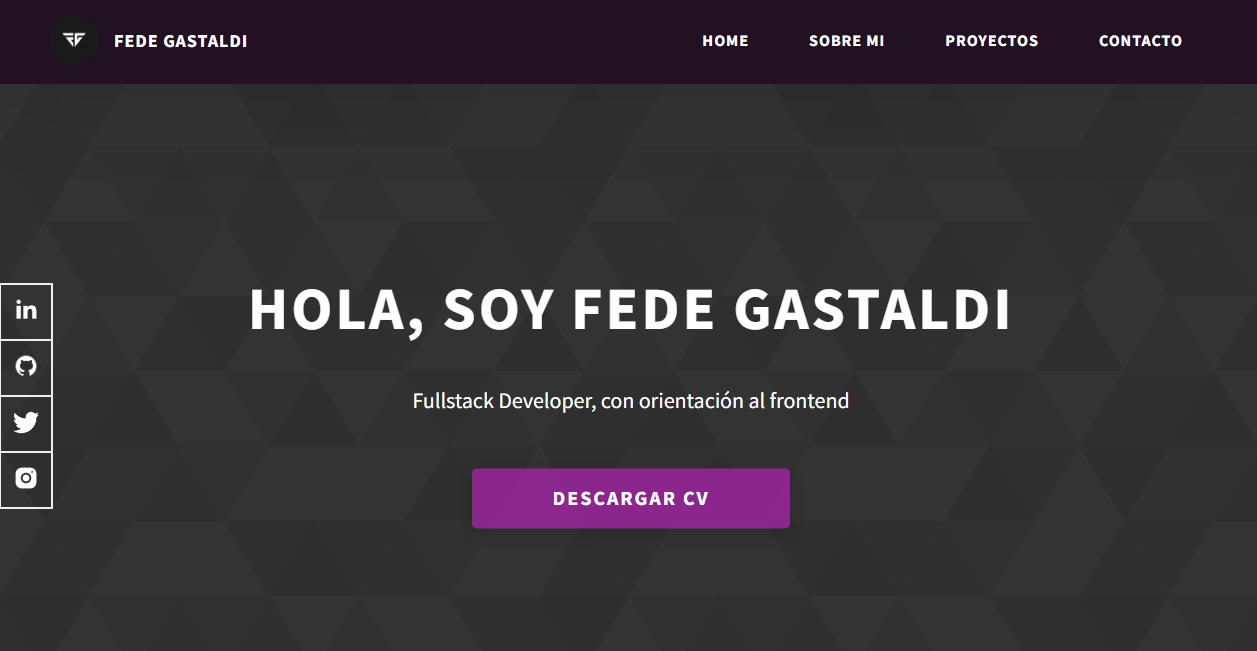 FEDE GASTALDI
HOME SOBRE MI PROYECTOS CONTACTO
in
HOLA, SOY FEDE GASTALDI
Fullstack Developer, con orientación al frontend
DESCARGAR CV